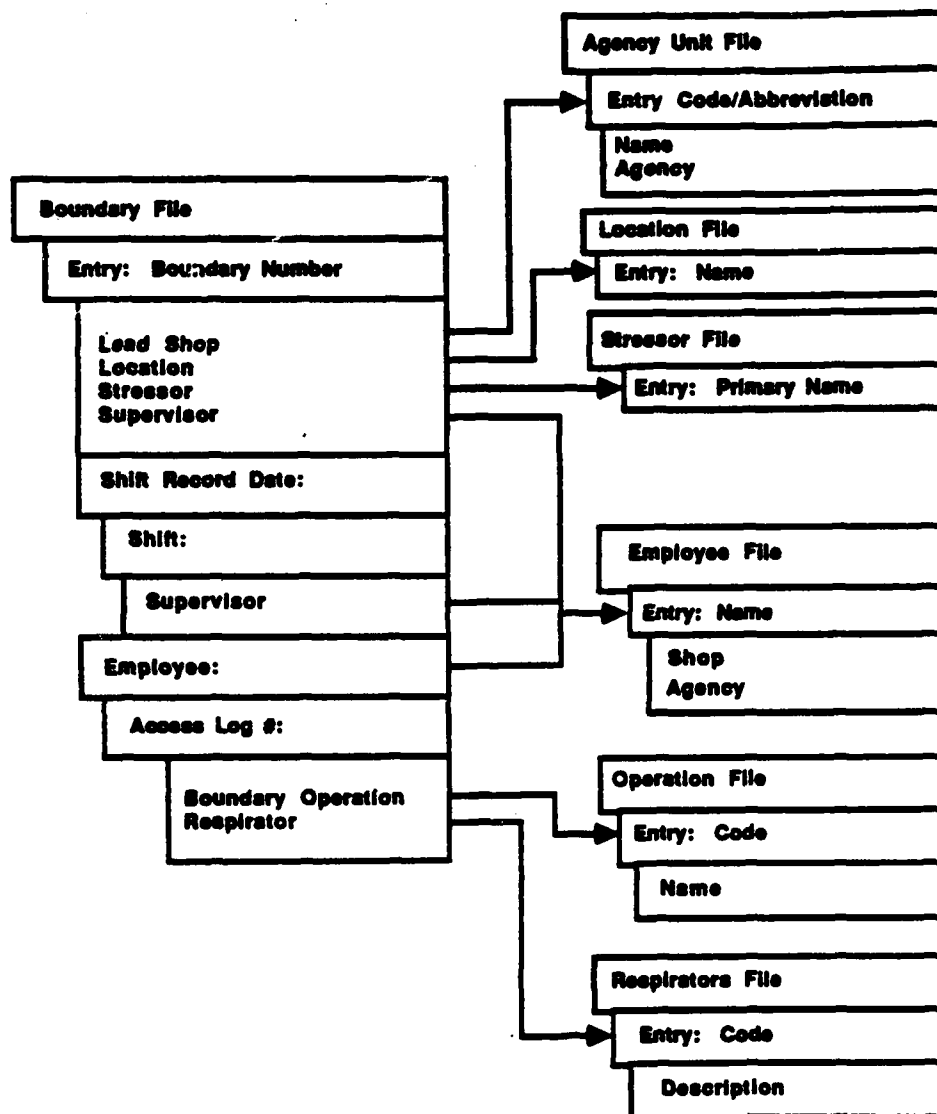 Boundary File
Entry: Boundary Number
Lead Shop
Location
Stressor
Supervisor
Shift Record Date:
Shift:
Supervisor
Employee:
Access Log #:
Boundary Operation
Respirator
Agency Unit File
Entry Code/Abbreviation
Name
Agency
Location File
Entry: Name
Stressor File
Entry: Primary Name
Employee File
Entry: Name
Shop
Agency
Operation File
Entry: Code
Name
Respirators File
Entry: Code
Description